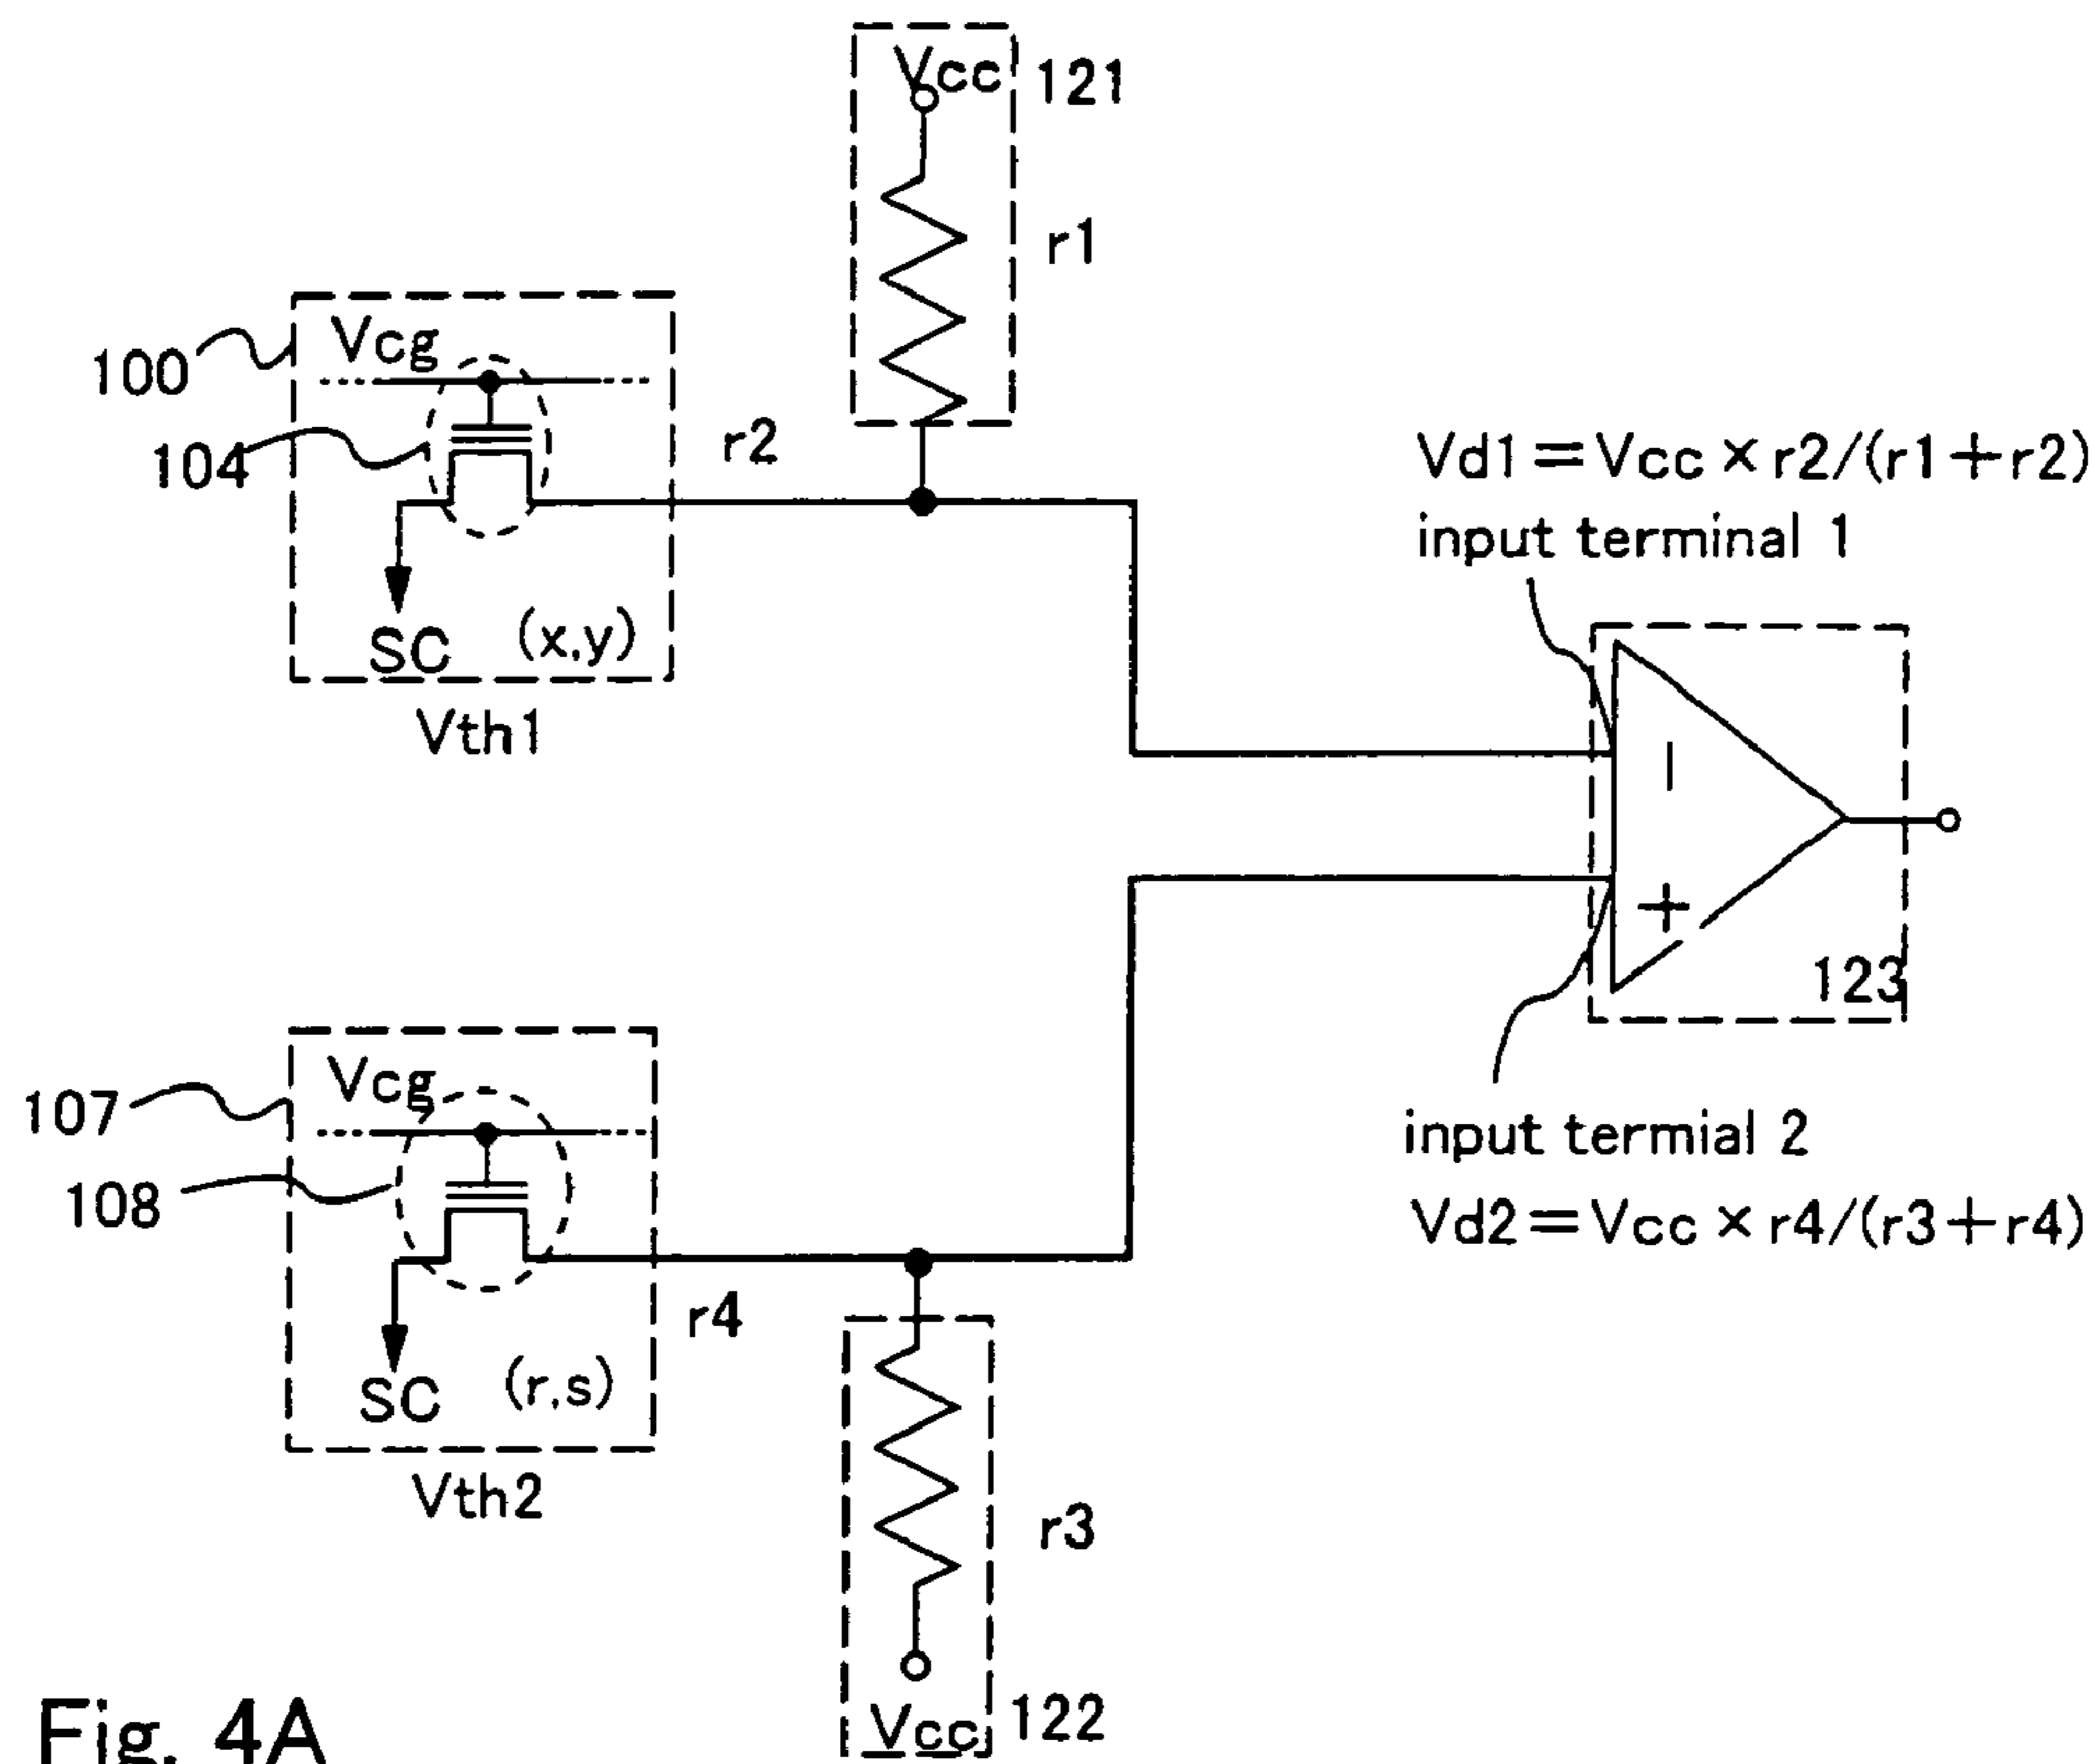 Vcc 121
r1
Vcg
100
104
r2
Vd1=Vcc×r2/(r1+r2)
input terminal 1
SC (x,y)
Vth1
−
+
123
Vcg
107
108
input termial 2
Vd2=Vcc×r4/(r3+r4)
r4
SC (r,s)
Vth2
r3
Vcc 122
Fig. 4A